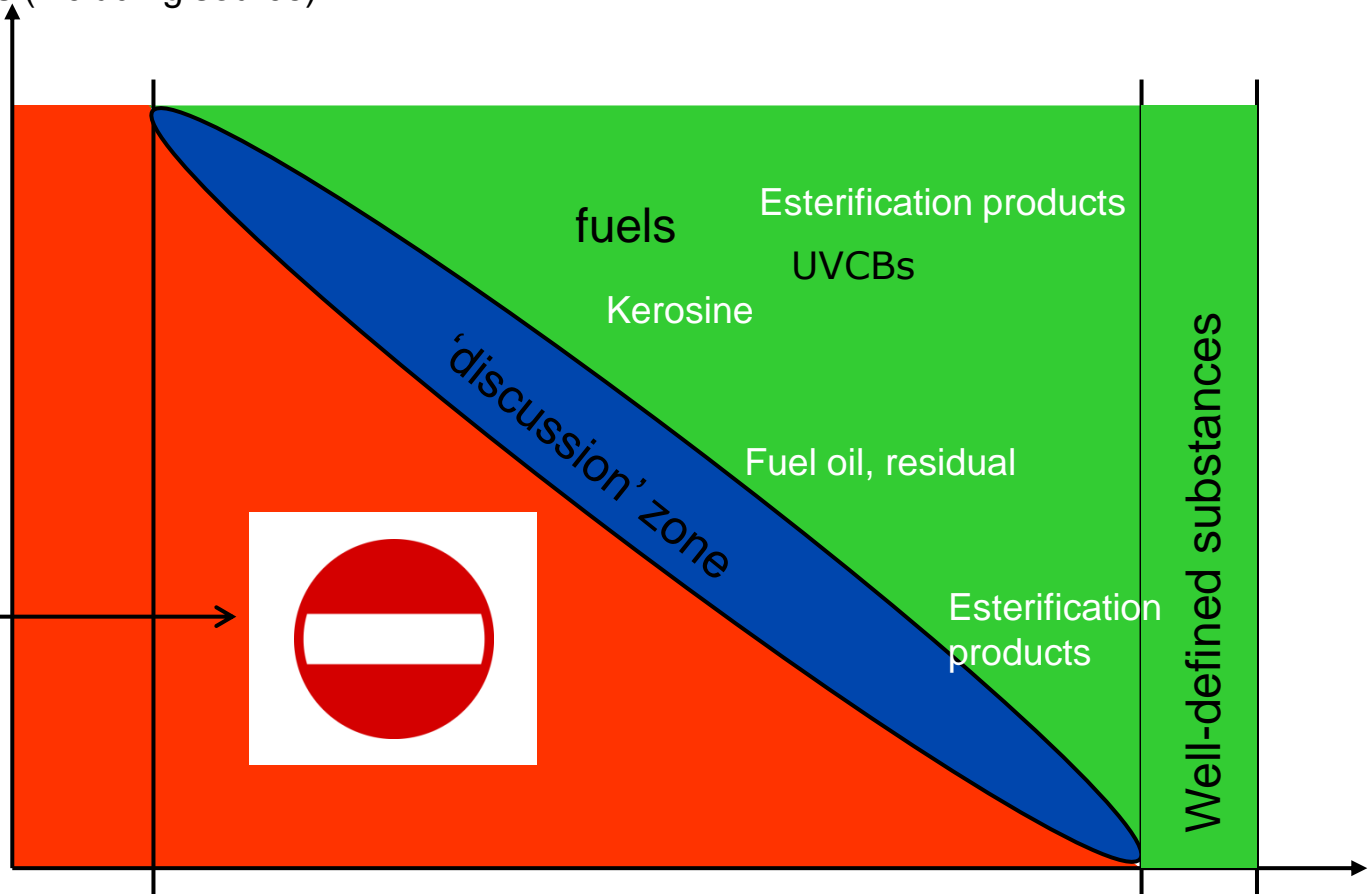 fuels
Esterification products
UVCBs
Kerosine
'discussion' zone
Fuel oil, residual
Esterification
products
Well-defined substances